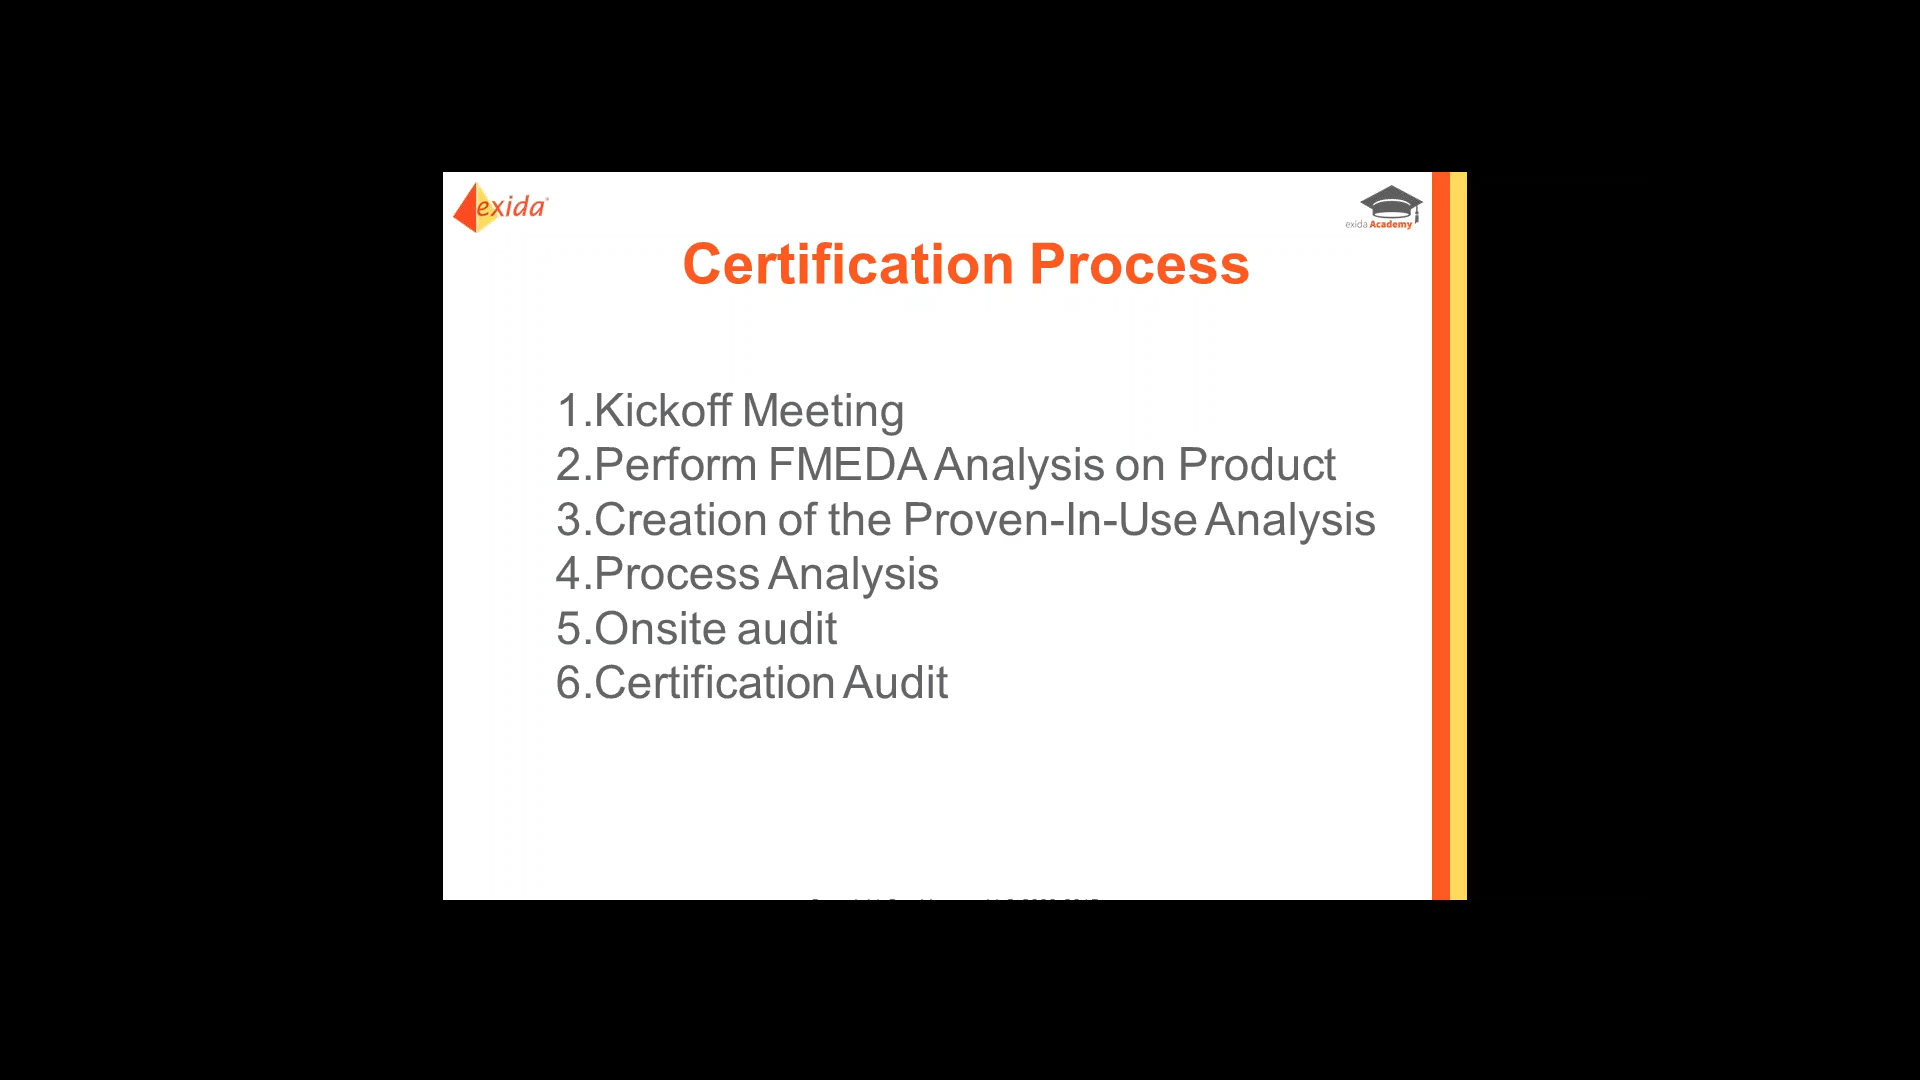 exida
exida Academy
Certification Process
1.Kickoff Meeting
2.Perform FMEDA Analysis on Product
3.Creation of the Proven-In-Use Analysis
4.Process Analysis
5.Onsite audit
6.Certification Audit